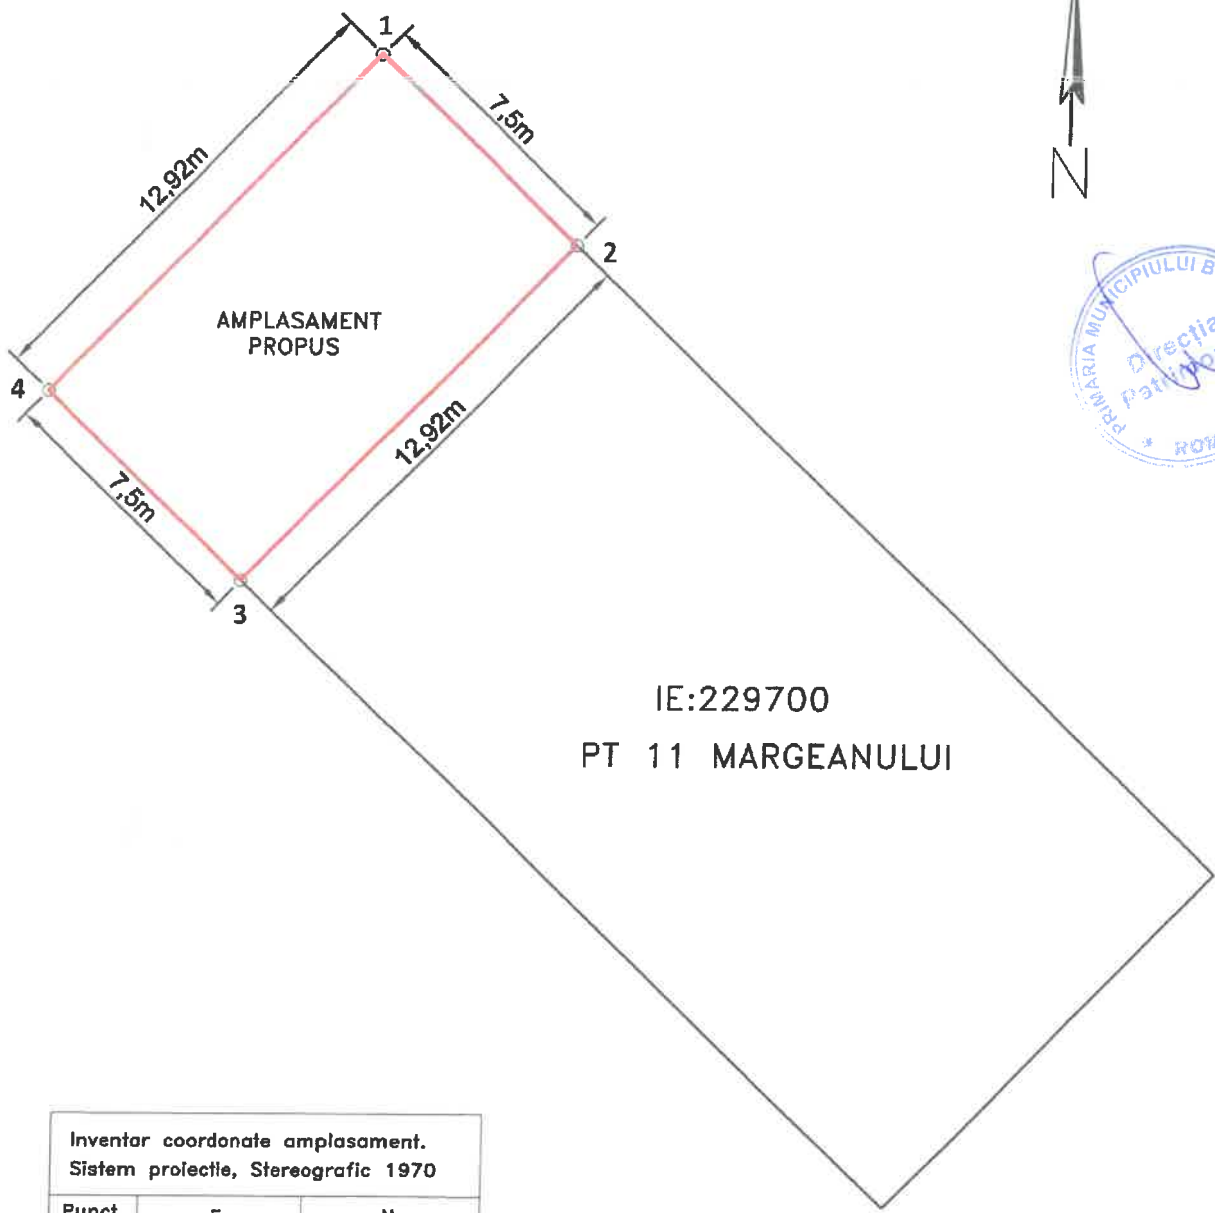 1
7,5m
12,92m
N
2
AMPLASAMENT
PROPUS
PRIMARIA MUNICIPIULUI B
Direcția
4
12,92m
7,5m
3
IE:229700
PT 11 MARGEANULUI
Inventar coordonate amplasament.
Sistem proiectie, Stereografic 1970
Punct